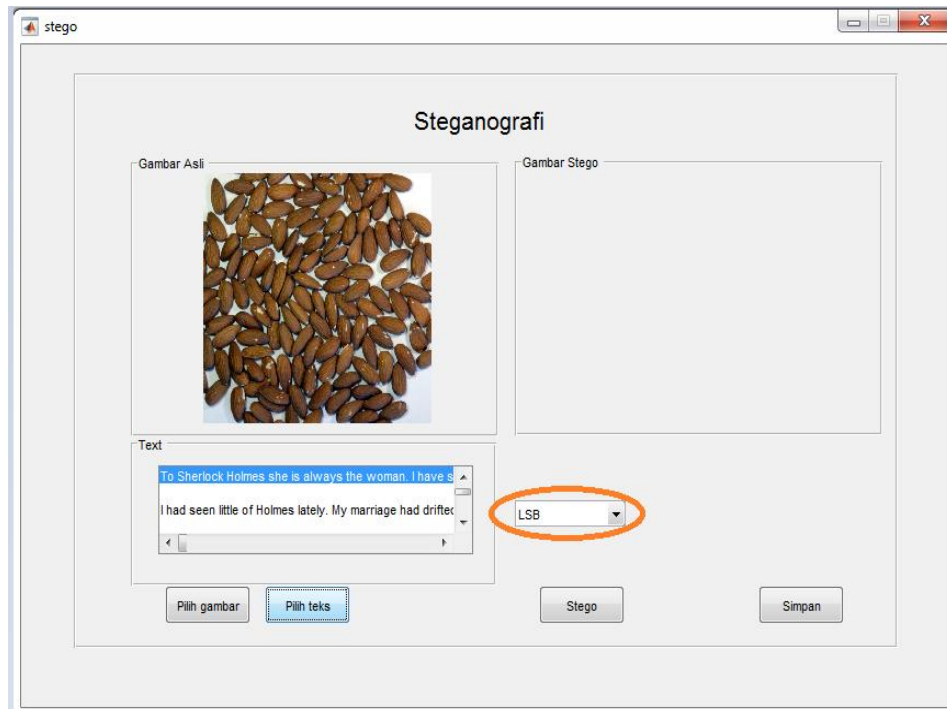 stego
Steganografi
Gambar Asli
Gambar Stego
Text
To Sherlock Holmes she is always the woman. I have s
I had seen little of Holmes lately. My marriage had drifted
LSB
Pilih gambar
Pilih teks
Stego
Simpan